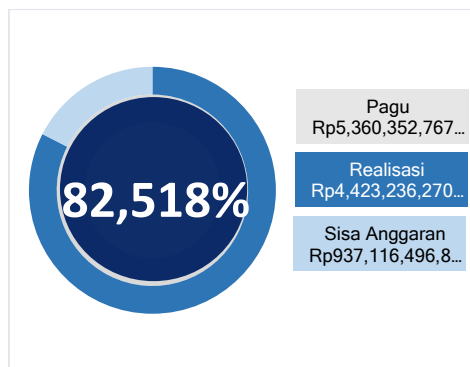 82,518%
Pagu
Rp5,360,352,767...
Realisasi
Rp4,423,236,270...
Sisa Anggaran
Rp937,116,496,8...